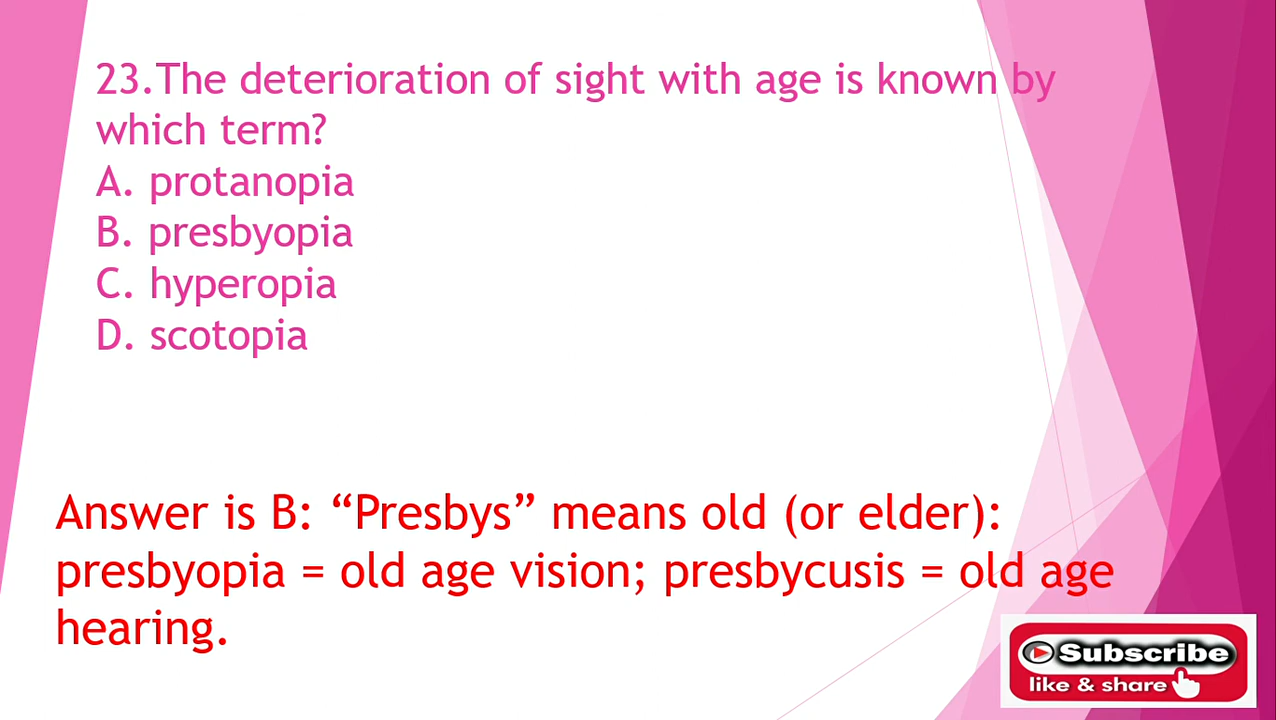 23.The deterioration of sight with age is known by
which term?
A. protanopia
B. presbyopia
C. hyperopia
D. scotopia
Answer is B: “Presbys” means old (or elder):
presbyopia = old age vision; presbycusis = old age
hearing.
Subscribe
like & share